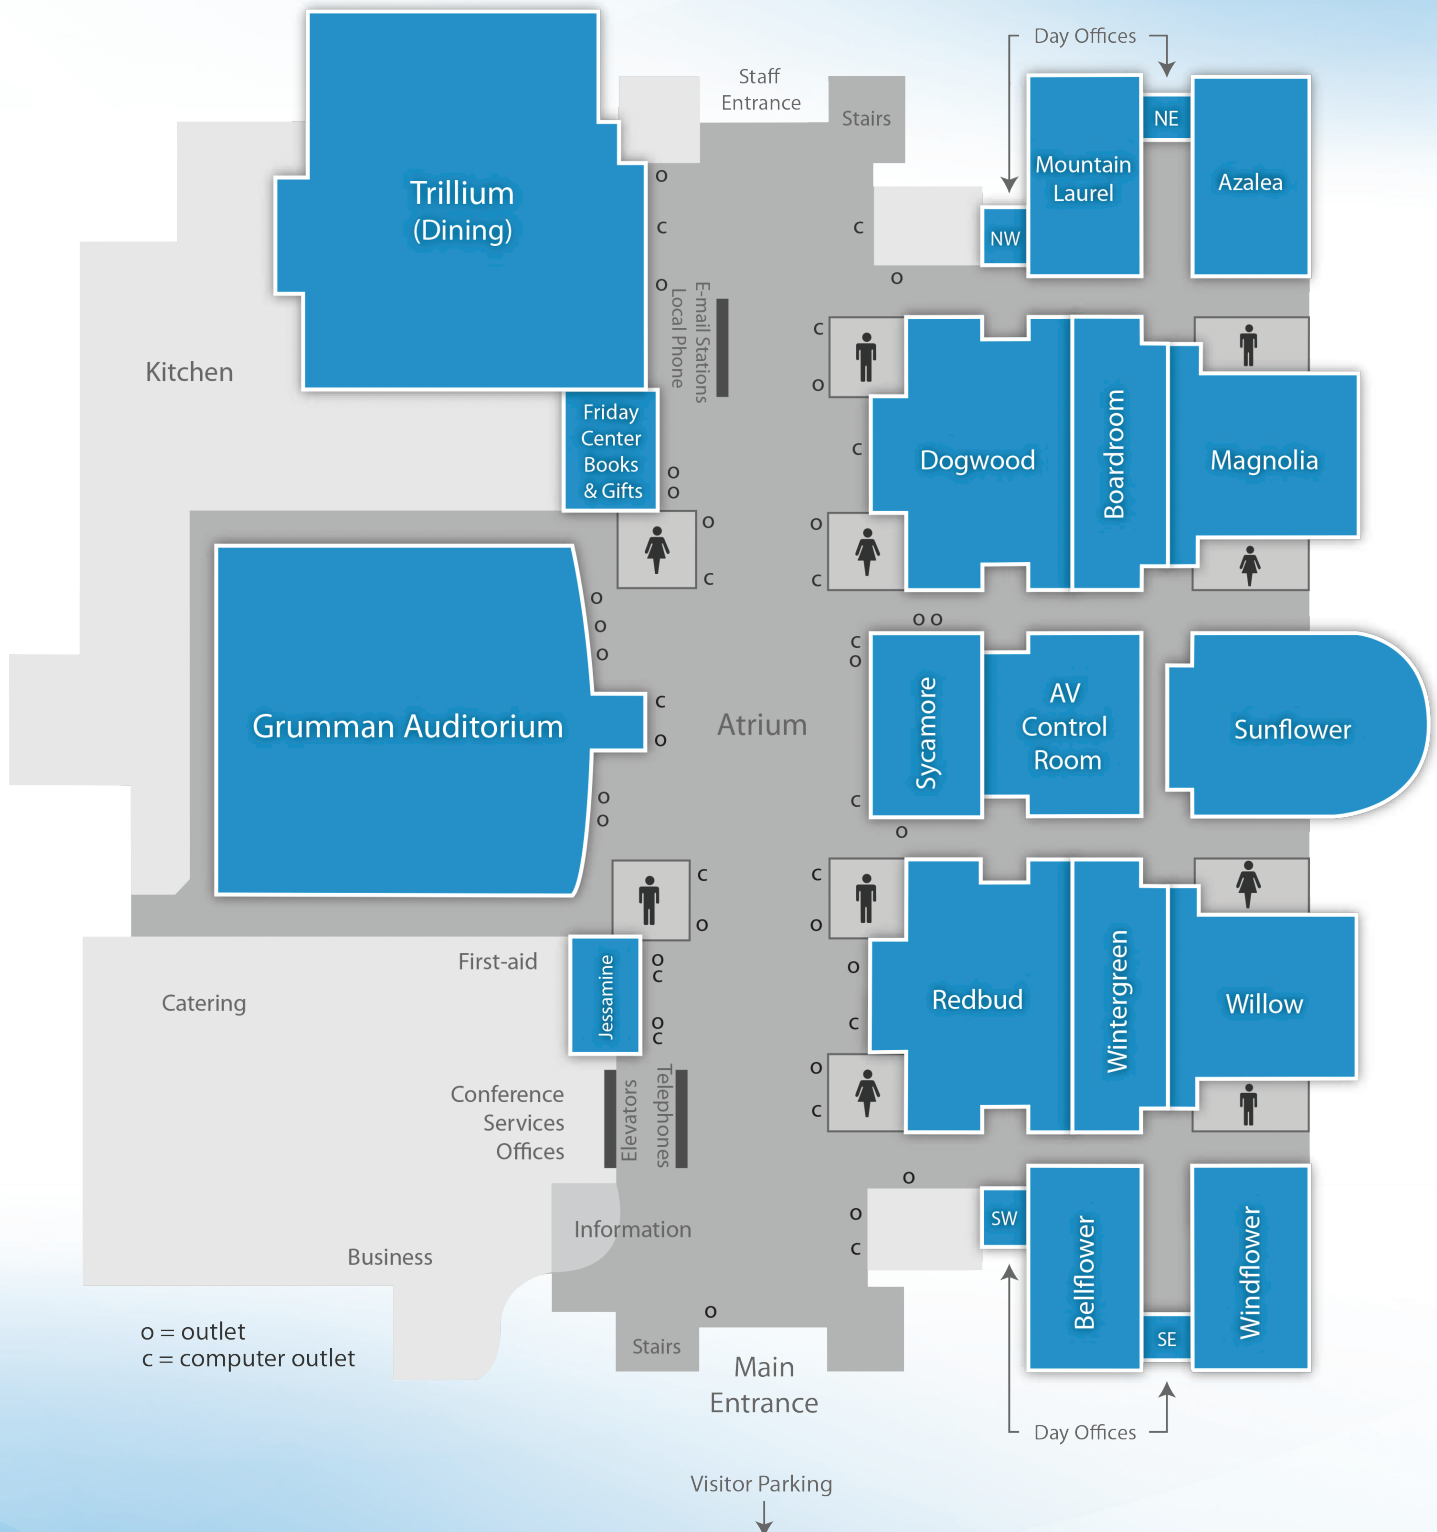 Day Offices
Staff
Entrance
Stairs
NE
Mountain
Laurel
Azalea
NW
Trillium
(Dining)
o
c
o
c
o
E-mail Stations
Local Phone
Kitchen
Friday
Center
Books
& Gifts
o
o
o
c
c
o
c
o
c
Dogwood
Boardroom
Magnolia
o o
o
o
o
c
o
o
o
Grumman Auditorium
Atrium
c
o
c
o
Sycamore
AV
Control
Room
Sunflower
c
o
c
o
o
c
c
o
o
c
First-aid
Catering
Jessamine
o
c
o
c
Redbud
Wintergreen
Willow
Conference
Services
Offices
Elevators
Telephones
o
o
c
SW
Information
Business
Bellflower
Windflower
SE
o
o = outlet
c = computer outlet
Stairs
Main
Entrance
Day Offices
Visitor Parking